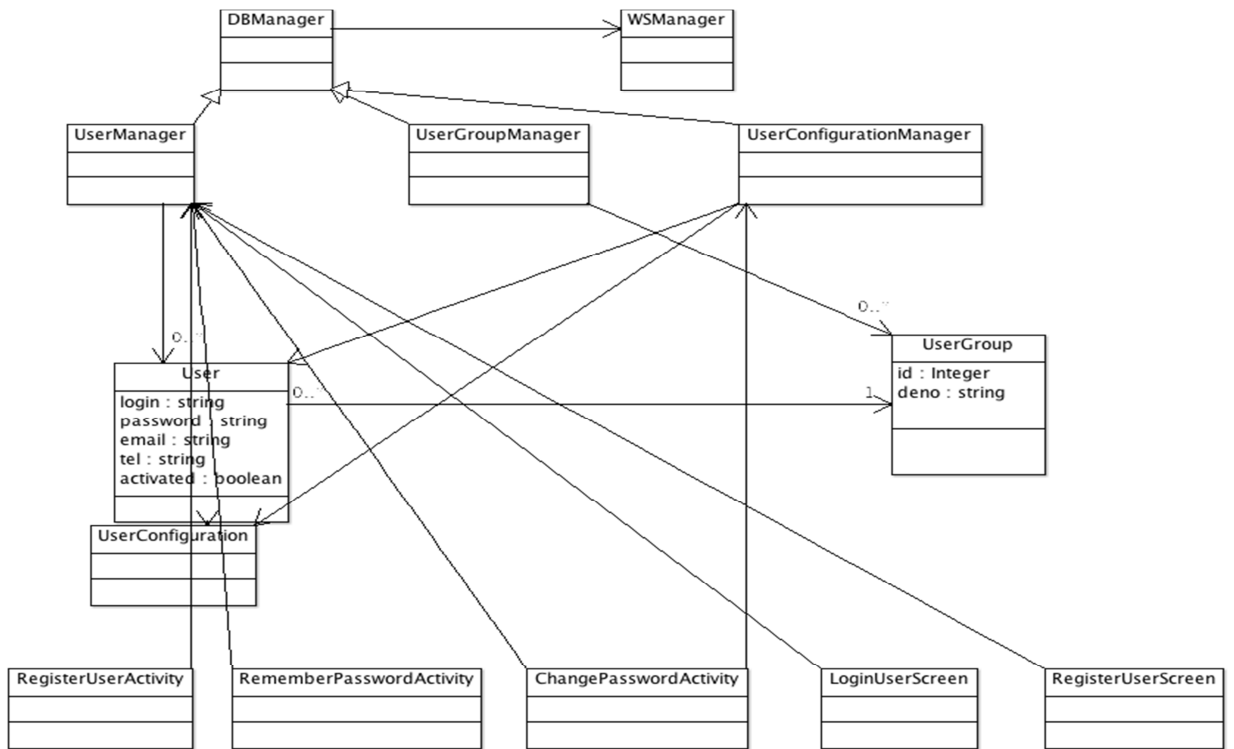 DBManager
WSManager
UserManager
UserGroupManager
UserConfigurationManager
0..*
0..*
User
login : string
password : string
email : string
tel : string
activated : boolean
0..*
1
UserGroup
id : Integer
deno : string
UserConfiguration
RegisterUserActivity
RememberPasswordActivity
ChangePasswordActivity
LoginUserScreen
RegisterUserScreen